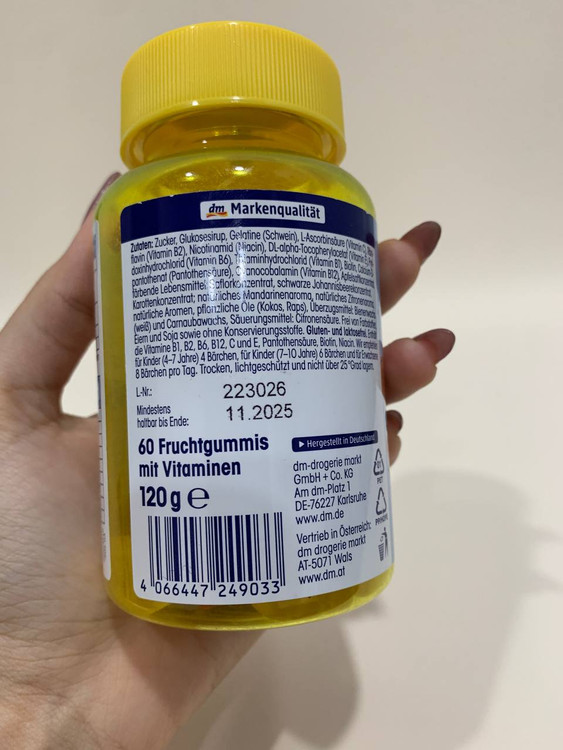 dm Markenqualität
Zutaten: Zucker, Glukosesirup, Gelatine (Schwein), L-Ascorbinsäure (Vitamin C),
flavin (Vitamin B2), Nicotinamid (Niacin), DL-alpha-Tocopherylacetat (Vitamin
doxinhydrochlorid (Vitamin B6), Thiaminhydrochlorid (Vitamin B1), Biotin,
pantothenat (Pantothensäure), Cyanocobalamin (Vitamin B12),
färbende Lebensmittel: Saflorkonzentrat, schwarze
Karottenkonzentrat; natürliches Mandarinenaroma, natürliches
natürliche Aromen, pflanzliche Öle (Kokos, Raps), Überzugsmittel:
(weiß) und Carnaubawachs, Säuerungsmittel: Citronensäure. Frei von
Eiern und Soja sowie ohne Konservierungsstoffe. Gluten- und laktosefrei.
die Vitamine B1, B2, B6, B12, C und E, Pantothensäure, Biotin, Niacin. Wir
für Kinder (4-7 Jahre) 4 Bärchen, für Kinder (7-10 Jahre) 6 Bärchen und für
8 Bärchen pro Tag. Trocken, lichtgeschützt und nicht über 25 °Grad lagern.
L-Nr.: 223026
Mindestens
haltbar bis Ende: 11.2025
60 Fruchtgummis
mit Vitaminen
120 g ℮
4 066447 249033
Hergestellt in Deutschland
dm-drogerie markt
GmbH + Co. KG
Am dm-Platz 1
DE-76227 Karlsruhe
www.dm.de
Vertrieb in Österreich:
dm drogerie markt
AT-5071 Wals
www.dm.at
PET